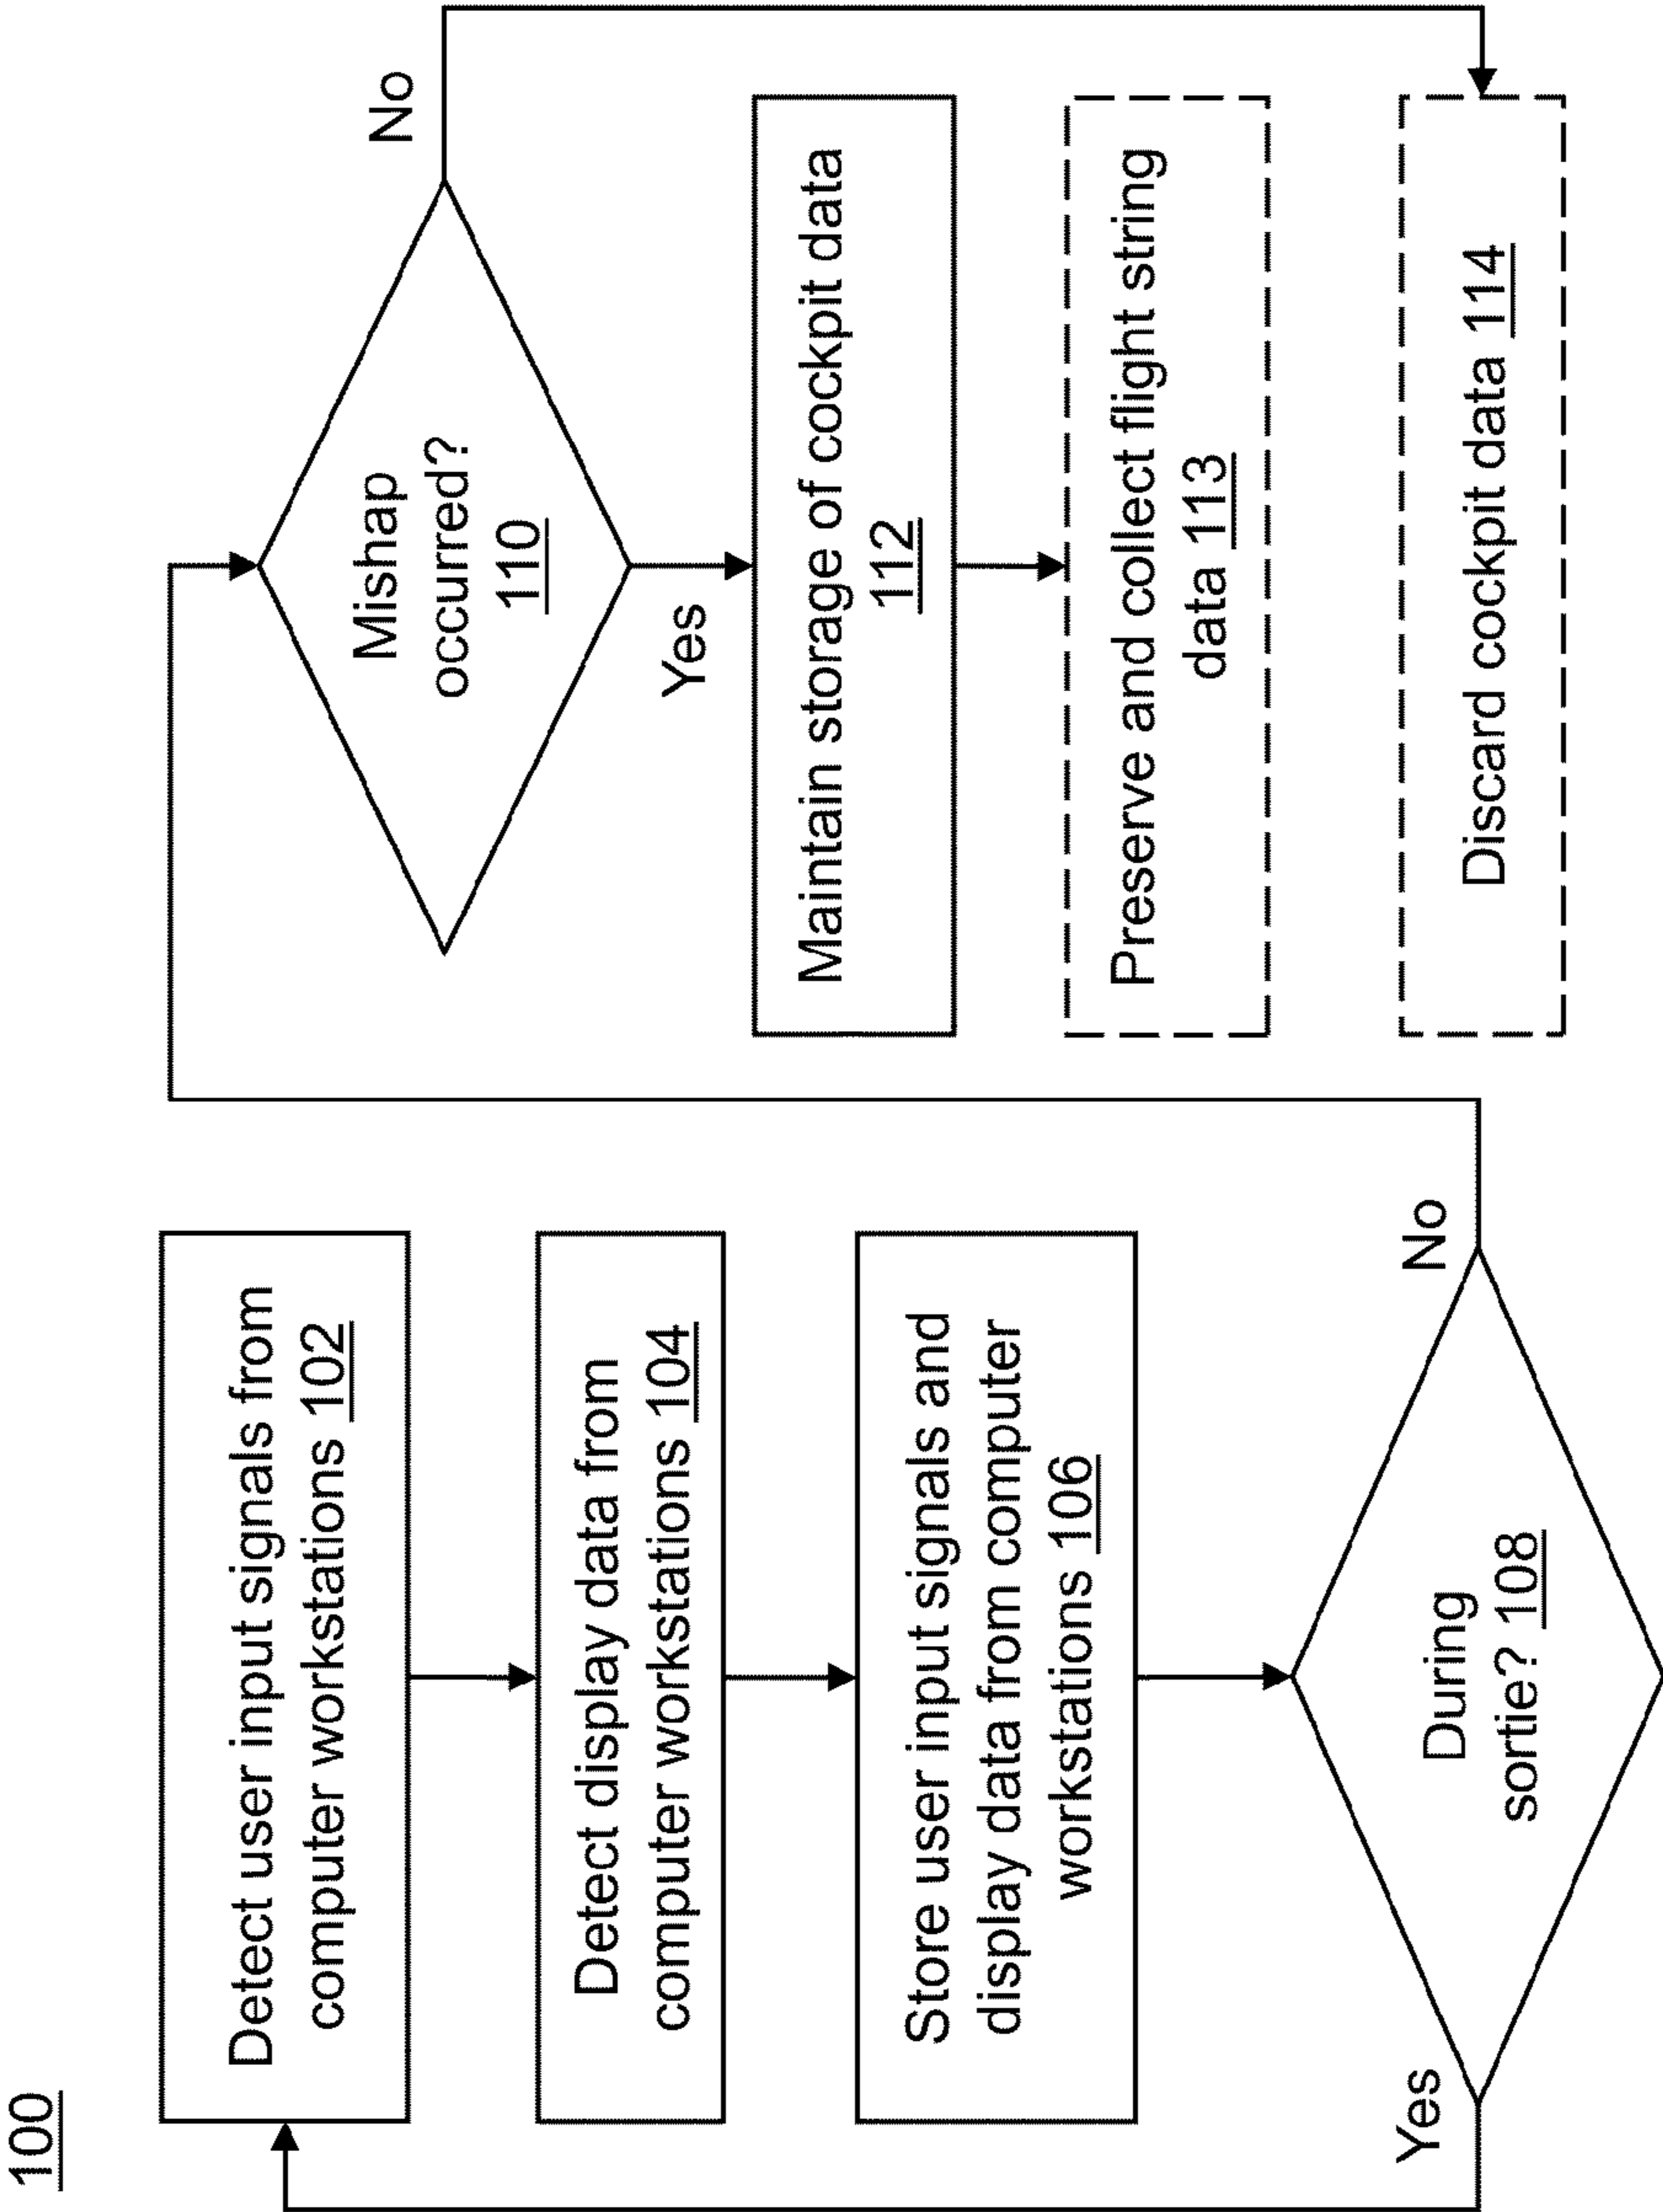 100
Detect user input signals from
computer workstations 102
Detect display data from
computer workstations 104
Store user input signals and
display data from computer
workstations 106
During
sortie? 108
Yes
No
Mishap
occurred?
110
No
Yes
Maintain storage of cockpit data
112
Preserve and collect flight string
data 113
Discard cockpit data 114